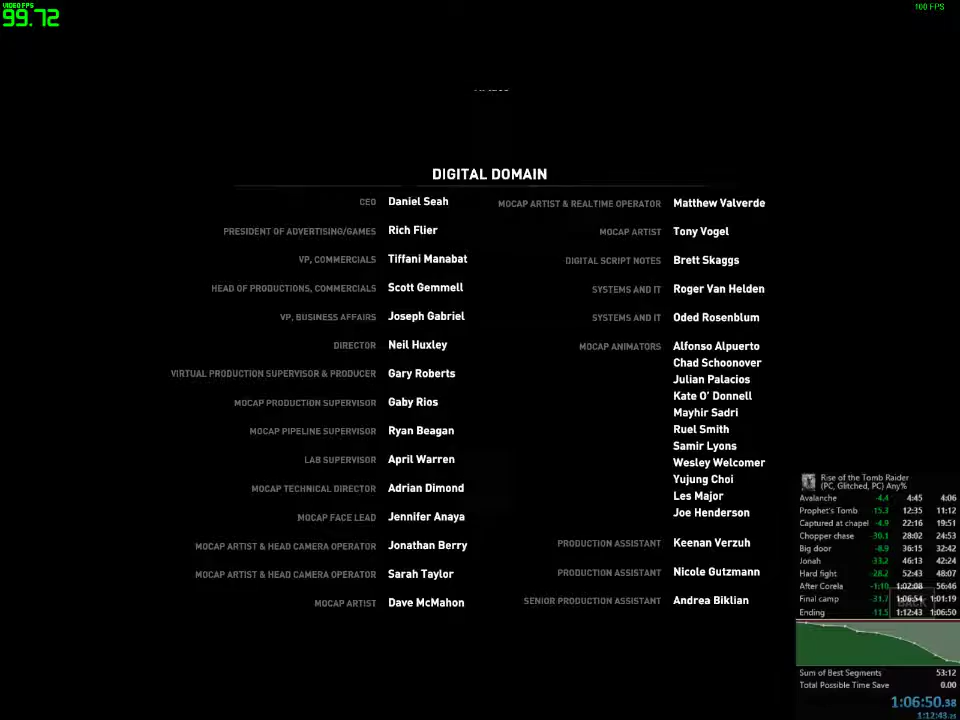 VIDEO FPS
99.72
100 FPS
DIGITAL DOMAIN
CEO Daniel Seah
PRESIDENT OF ADVERTISING/GAMES Rich Flier
VP, COMMERCIALS Tiffani Manabat
HEAD OF PRODUCTIONS, COMMERCIALS Scott Gemmell
VP, BUSINESS AFFAIRS Joseph Gabriel
DIRECTOR Neil Huxley
VIRTUAL PRODUCTION SUPERVISOR & PRODUCER Gary Roberts
MOCAP PRODUCTION SUPERVISOR Gaby Rios
MOCAP PIPELINE SUPERVISOR Ryan Beagan
LAB SUPERVISOR April Warren
MOCAP TECHNICAL DIRECTOR Adrian Dimond
MOCAP FACE LEAD Jennifer Anaya
MOCAP ARTIST & HEAD CAMERA OPERATOR Jonathan Berry
MOCAP ARTIST & HEAD CAMERA OPERATOR Sarah Taylor
MOCAP ARTIST Dave McMahon
MOCAP ARTIST & REALTIME OPERATOR Matthew Valverde
MOCAP ARTIST Tony Vogel
DIGITAL SCRIPT NOTES Brett Skaggs
SYSTEMS AND IT Roger Van Helden
SYSTEMS AND IT Oded Rosenblum
MOCAP ANIMATORS Alfonso Alpuerto
Chad Schoonover
Julian Palacios
Kate O' Donnell
Mayhir Sadri
Ruel Smith
Samir Lyons
Wesley Welcomer
Yujung Choi
Les Major
Joe Henderson
PRODUCTION ASSISTANT Keenan Verzuh
PRODUCTION ASSISTANT Nicole Gutzmann
SENIOR PRODUCTION ASSISTANT Andrea Biklian
Rise of the Tomb Raider
(PC, Glitched, PC) Any%
Avalanche -4.4 4:45 4:06
Prophet's Tomb -15.3 12:35 11:12
Captured at chapel -4.9 22:16 19:51
Chopper chase -30.1 28:02 24:53
Big door -8.9 36:15 32:42
Jonah -33.2 46:13 42:24
Hard fight -28.2 52:43 48:07
After Corela -1:10 1:02:08 56:46
Final camp -31.7 1:06:54 1:01:19
BACK
Ending -11.5 1:12:43 1:06:50
Sum of Best Segments 53:12
Total Possible Time Save 0.00
1:06:50.38
1:12:43